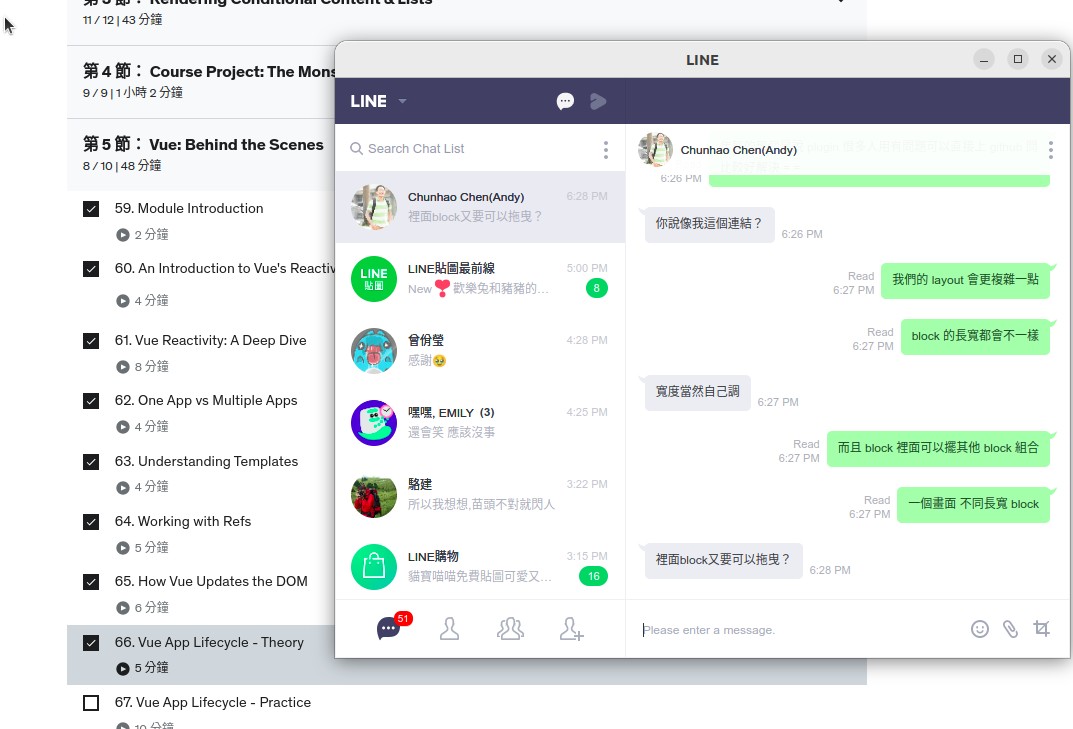 第 3 節： Rendering Conditional Content & Lists
11 / 12 | 43 分鐘
第 4 節： Course Project: The Mons
9 / 9 | 1 小時 2 分鐘
第 5 節： Vue: Behind the Scenes
8 / 10 | 48 分鐘
59. Module Introduction
2 分鐘
60. An Introduction to Vue's Reactiv
4 分鐘
61. Vue Reactivity: A Deep Dive
8 分鐘
62. One App vs Multiple Apps
4 分鐘
63. Understanding Templates
4 分鐘
64. Working with Refs
5 分鐘
65. How Vue Updates the DOM
6 分鐘
66. Vue App Lifecycle - Theory
5 分鐘
67. Vue App Lifecycle - Practice
10 分鐘
LINE
LINE
Search Chat List
Chunhao Chen(Andy)
6:28 PM
裡面block又要可以拖曳？
LINE貼圖最前線
5:00 PM
New❣️歡樂兔和豬豬的…
8
LINE
貼圖
曾份瑩
4:28 PM
感謝🥹
嘿嘿, EMILY (3)
4:25 PM
還會笑 應該沒事
駱建
3:22 PM
所以我想想,苗頭不對就閃人
LINE購物
3:15 PM
貓寶喵喵免費貼圖可愛又…
16
51
Chunhao Chen(Andy)
6:26 PM
你說像我這個連結？
6:26 PM
Read
6:27 PM
我們的 layout 會更複雜一點
Read
6:27 PM
block 的長寬都會不一樣
寬度當然自己調
6:27 PM
Read
6:27 PM
而且 block 裡面可以擺其他 block 組合
Read
6:27 PM
一個畫面 不同長寬 block
裡面block又要可以拖曳？
6:28 PM
Please enter a message.